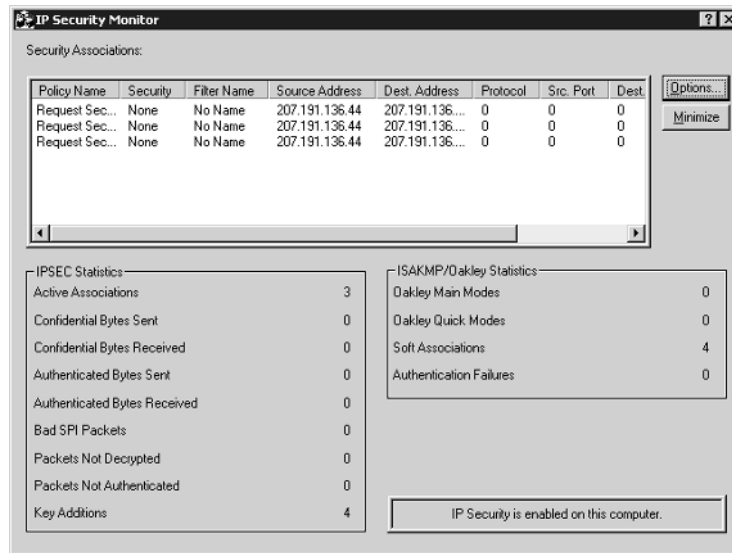 IP Security Monitor
Security Associations:
Policy Name Security Filter Name Source Address Dest. Address Protocol Src. Port Dest.
Request Sec... None No Name 207.191.136.44 207.191.136.... 0 0 0
Request Sec... None No Name 207.191.136.44 207.191.136.... 0 0 0
Request Sec... None No Name 207.191.136.44 207.191.136.... 0 0 0
Options...
Minimize
IPSEC Statistics
Active Associations 3
Confidential Bytes Sent 0
Confidential Bytes Received 0
Authenticated Bytes Sent 0
Authenticated Bytes Received 0
Bad SPI Packets 0
Packets Not Decrypted 0
Packets Not Authenticated 0
Key Additions 4
ISAKMP/Oakley Statistics
Oakley Main Modes 0
Oakley Quick Modes 0
Soft Associations 4
Authentication Failures 0
IP Security is enabled on this computer.